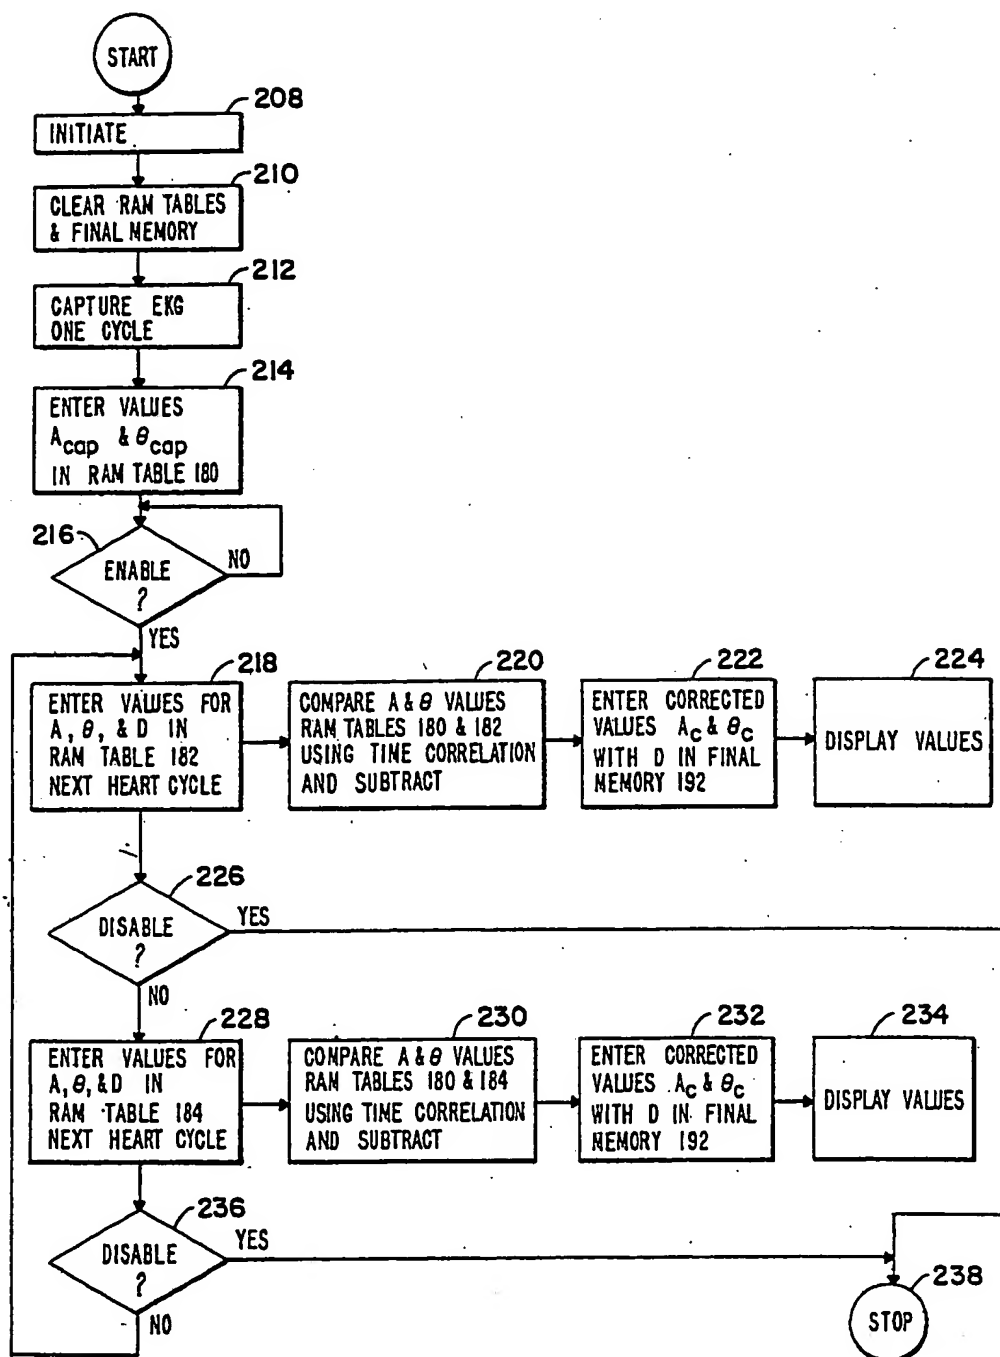 START
208
INITIATE
210
CLEAR RAM TABLES
& FINAL MEMORY
212
CAPTURE EKG
ONE CYCLE
214
ENTER VALUES
Acap & θcap
IN RAM TABLE 180
216
ENABLE
?
NO
YES
218
ENTER VALUES FOR
A, θ, & D IN
RAM TABLE 182
NEXT HEART CYCLE
220
COMPARE A & θ VALUES
RAM TABLES 180 & 182
USING TIME CORRELATION
AND SUBTRACT
222
ENTER CORRECTED
VALUES Ac & θc
WITH D IN FINAL
MEMORY 192
224
DISPLAY VALUES
226
DISABLE
?
YES
NO
228
ENTER VALUES FOR
A, θ, & D IN
RAM TABLE 184
NEXT HEART CYCLE
230
COMPARE A & θ VALUES
RAM TABLES 180 & 184
USING TIME CORRELATION
AND SUBTRACT
232
ENTER CORRECTED
VALUES Ac & θc
WITH D IN FINAL
MEMORY 192
234
DISPLAY VALUES
236
DISABLE
?
YES
NO
238
STOP